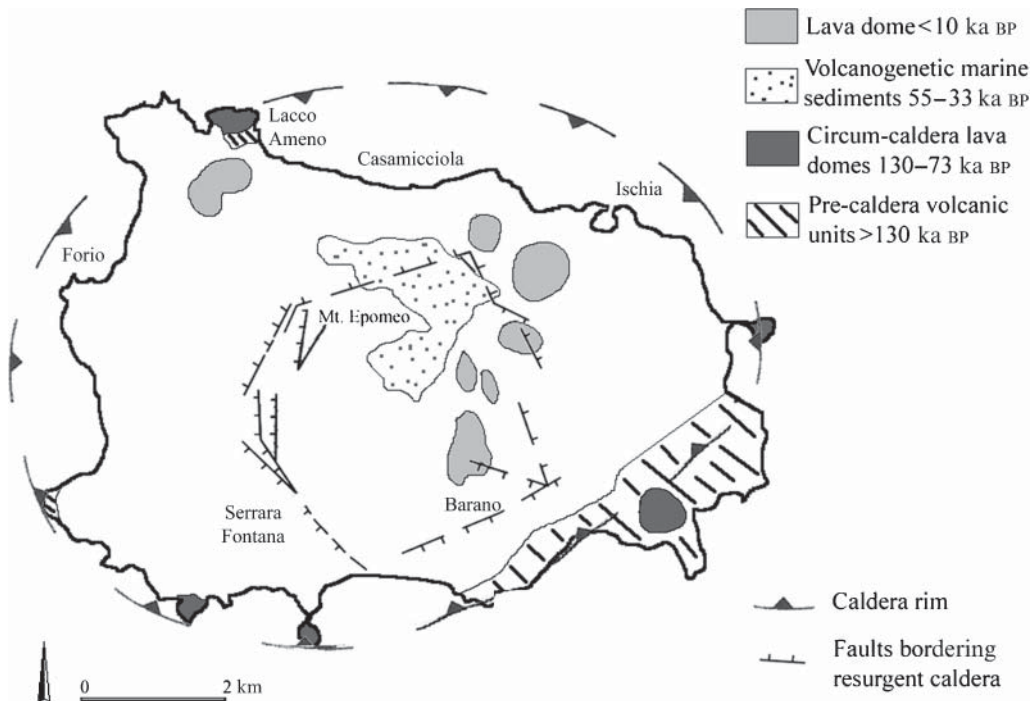 Lava dome<10 ka BP
Volcanogenetic marine
sediments 55–33 ka BP
Circum-caldera lava
domes 130–73 ka BP
Pre-caldera volcanic
units>130 ka BP
Lacco
Ameno
Casamicciola
Ischia
Forio
Mt. Epomeo
Barano
Serrara
Fontana
Caldera rim
Faults bordering
resurgent caldera
0 2 km